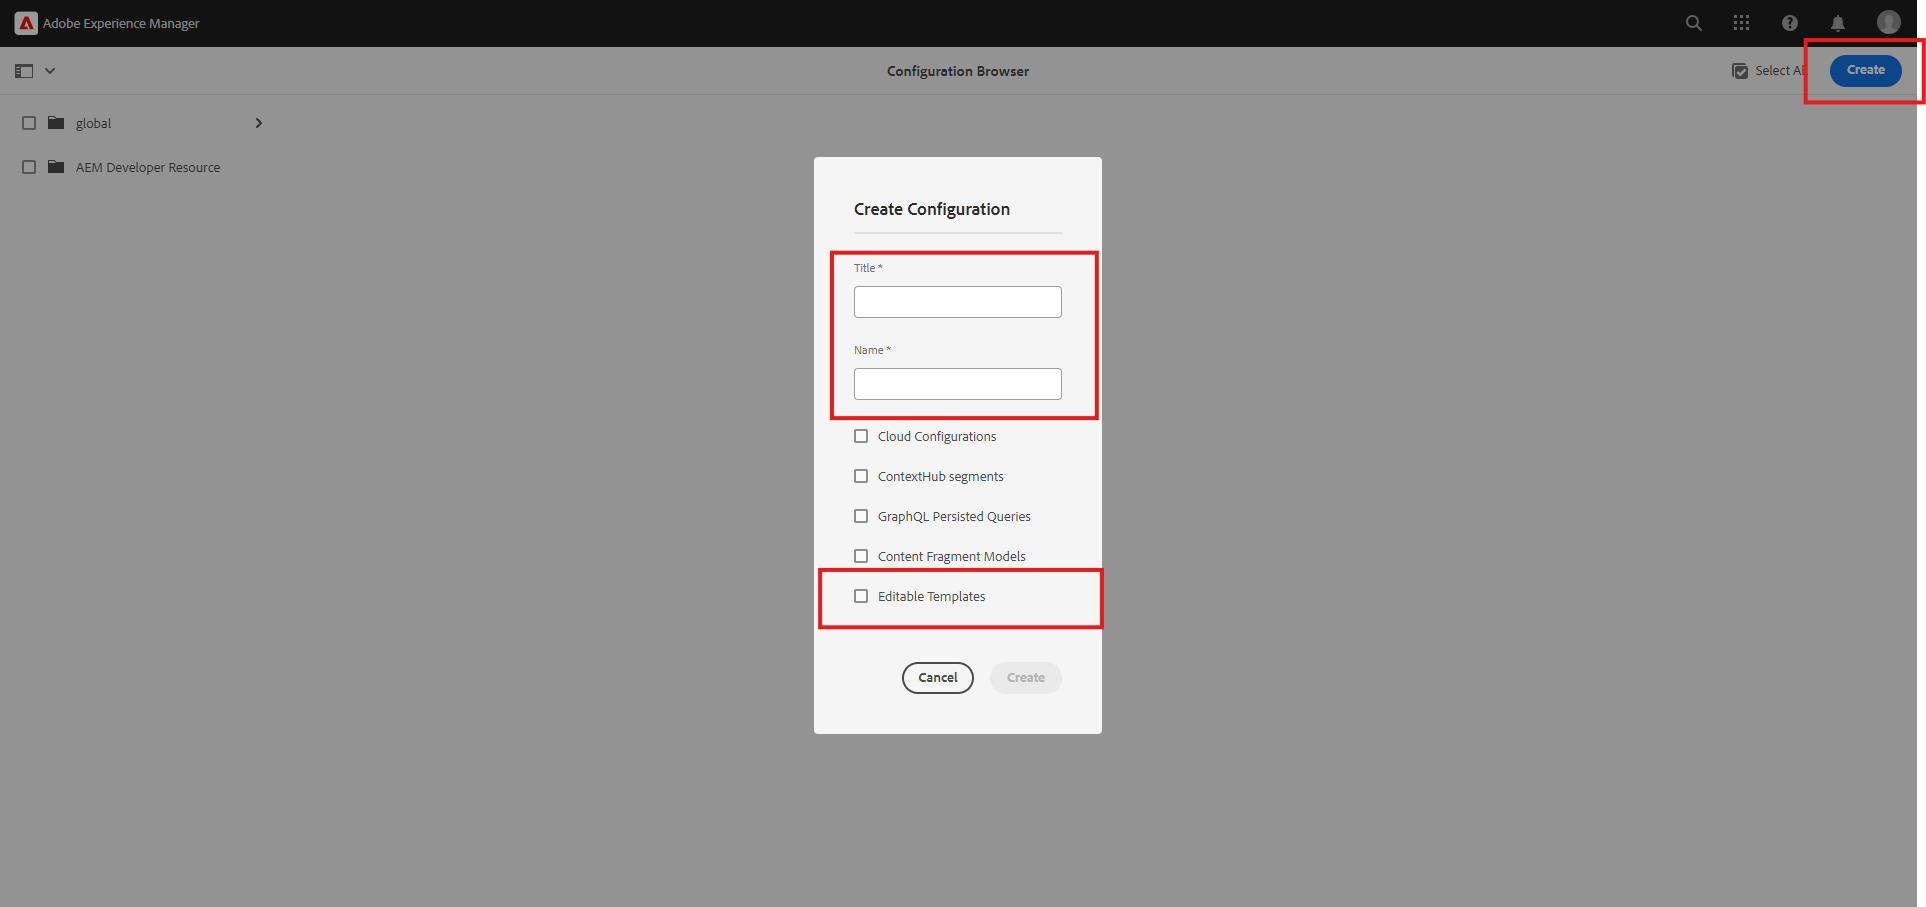 Adobe Experience Manager
Configuration Browser
Select Al
Create
global
AEM Developer Resource
Create Configuration
Title *
Name *
Cloud Configurations
ContextHub segments
GraphQL Persisted Queries
Content Fragment Models
Editable Templates
Cancel
Create